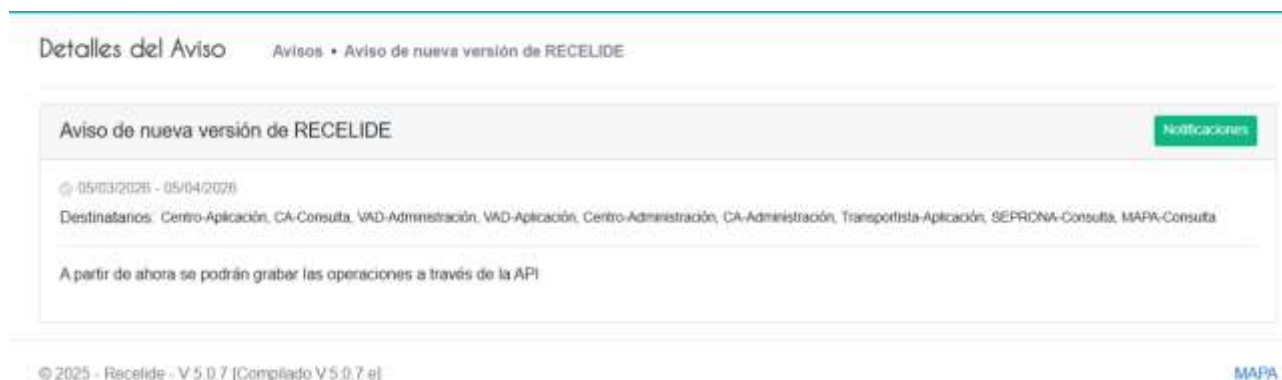 Detalles del Aviso Avisos • Aviso de nueva versión de RECELIDE
Aviso de nueva versión de RECELIDE Notificaciones
05/03/2026 - 05/04/2026
Destinatarios: Centro-Aplicación, CA-Consulta, VAD-Administración, VAD-Aplicación, Centro-Administración, CA-Administración, Transportista-Aplicación, SEPRONA-Consulta, MAPA-Consulta
A partir de ahora se podrán grabar las operaciones a través de la API
© 2025 - Recelide - V 5.0.7 [Compilado V 5.0.7 e] MAPA